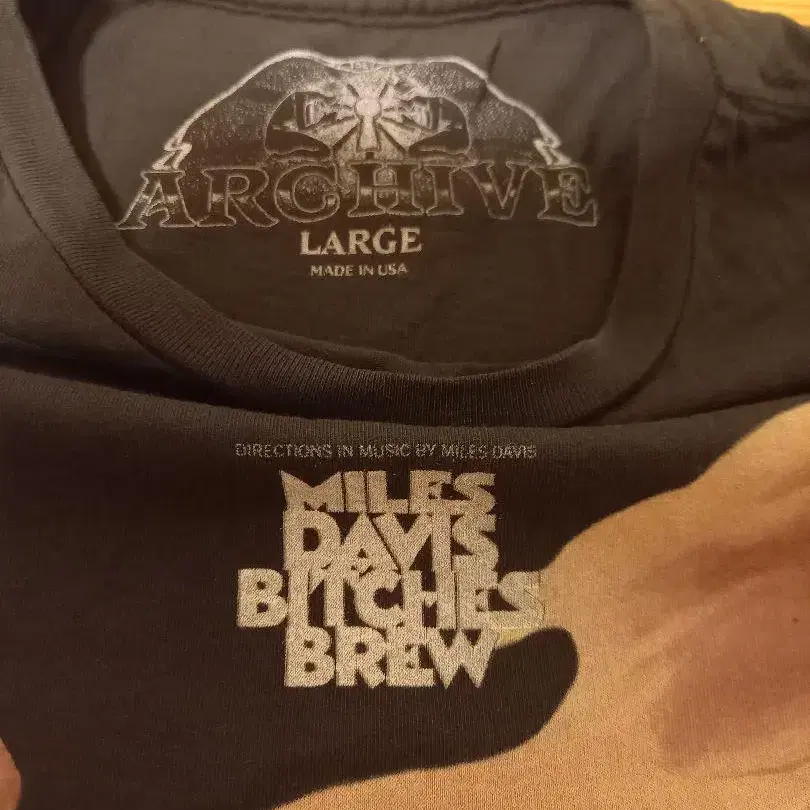 ARCHIVE
LARGE
MADE IN USA
DIRECTIONS IN MUSIC BY MILES DAVIS
MILES
DAVIS
BITCHES
BREW